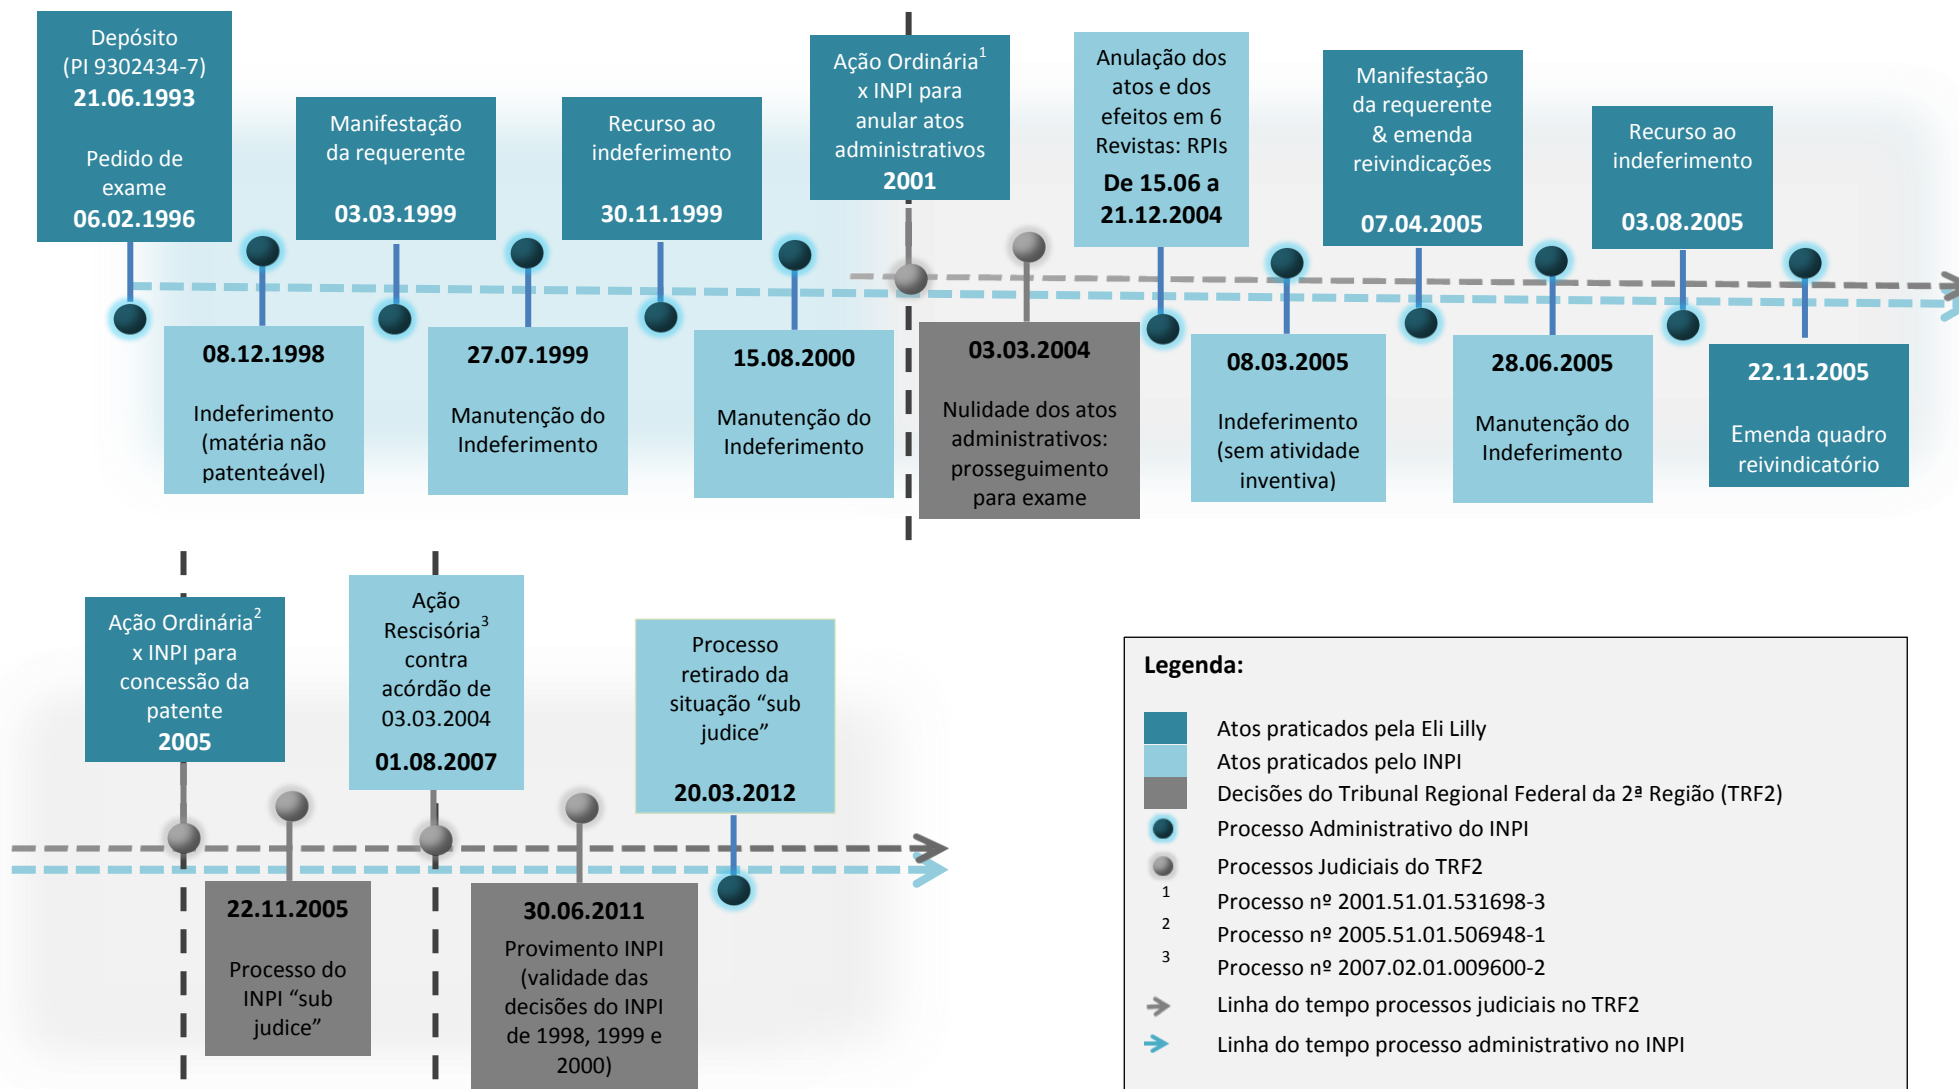 Depósito
(PI 9302434-7)
21.06.1993
Pedido de
exame
06.02.1996
08.12.1998
Indeferimento
(matéria não
patenteável)
Manifestação
da requerente
03.03.1999
27.07.1999
Manutenção do
Indeferimento
Recurso ao
indeferimento
30.11.1999
15.08.2000
Manutenção do
Indeferimento
Ação Ordinária1
x INPI para
anular atos
administrativos
2001
03.03.2004
Nulidade dos atos
administrativos:
prosseguimento
para exame
Anulação dos
atos e dos
efeitos em 6
Revistas: RPIs
De 15.06 a
21.12.2004
08.03.2005
Indeferimento
(sem atividade
inventiva)
Manifestação
da requerente
& emenda
reivindicações
07.04.2005
28.06.2005
Manutenção do
Indeferimento
Recurso ao
indeferimento
03.08.2005
22.11.2005
Emenda quadro
reivindicatório
Ação Ordinária2
x INPI para
concessão da
patente
2005
22.11.2005
Processo do
INPI “sub
judice”
Ação
Rescisória3
contra
acórdão de
03.03.2004
01.08.2007
30.06.2011
Provimento INPI
(validade das
decisões do INPI
de 1998, 1999 e
2000)
Processo
retirado da
situação “sub
judice”
20.03.2012
Legenda:
Atos praticados pela Eli Lilly
Atos praticados pelo INPI
Decisões do Tribunal Regional Federal da 2ª Região (TRF2)
Processo Administrativo do INPI
Processos Judiciais do TRF2
1 Processo nº 2001.51.01.531698-3
2 Processo nº 2005.51.01.506948-1
3 Processo nº 2007.02.01.009600-2
Linha do tempo processos judiciais no TRF2
Linha do tempo processo administrativo no INPI